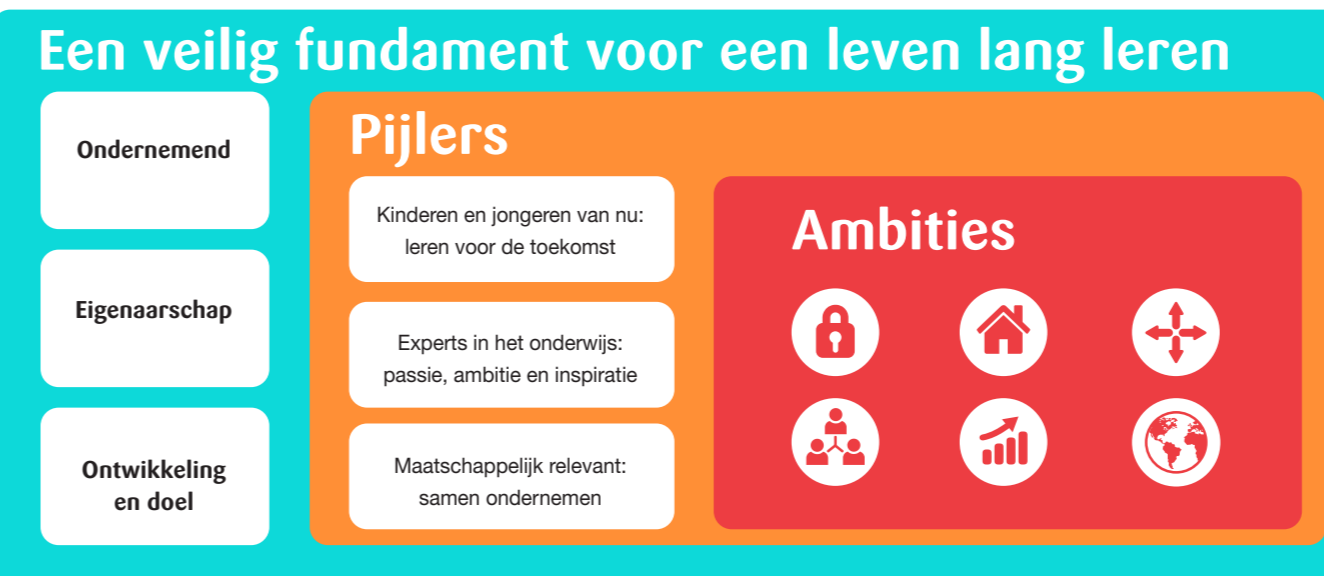 Een veilig fundament voor een leven lang leren
Ondernemend
Eigenaarschap
Ontwikkeling
en doel
Pijlers
Kinderen en jongeren van nu:
leren voor de toekomst
Experts in het onderwijs:
passie, ambitie en inspiratie
Maatschappelijk relevant:
samen ondernemen
Ambities